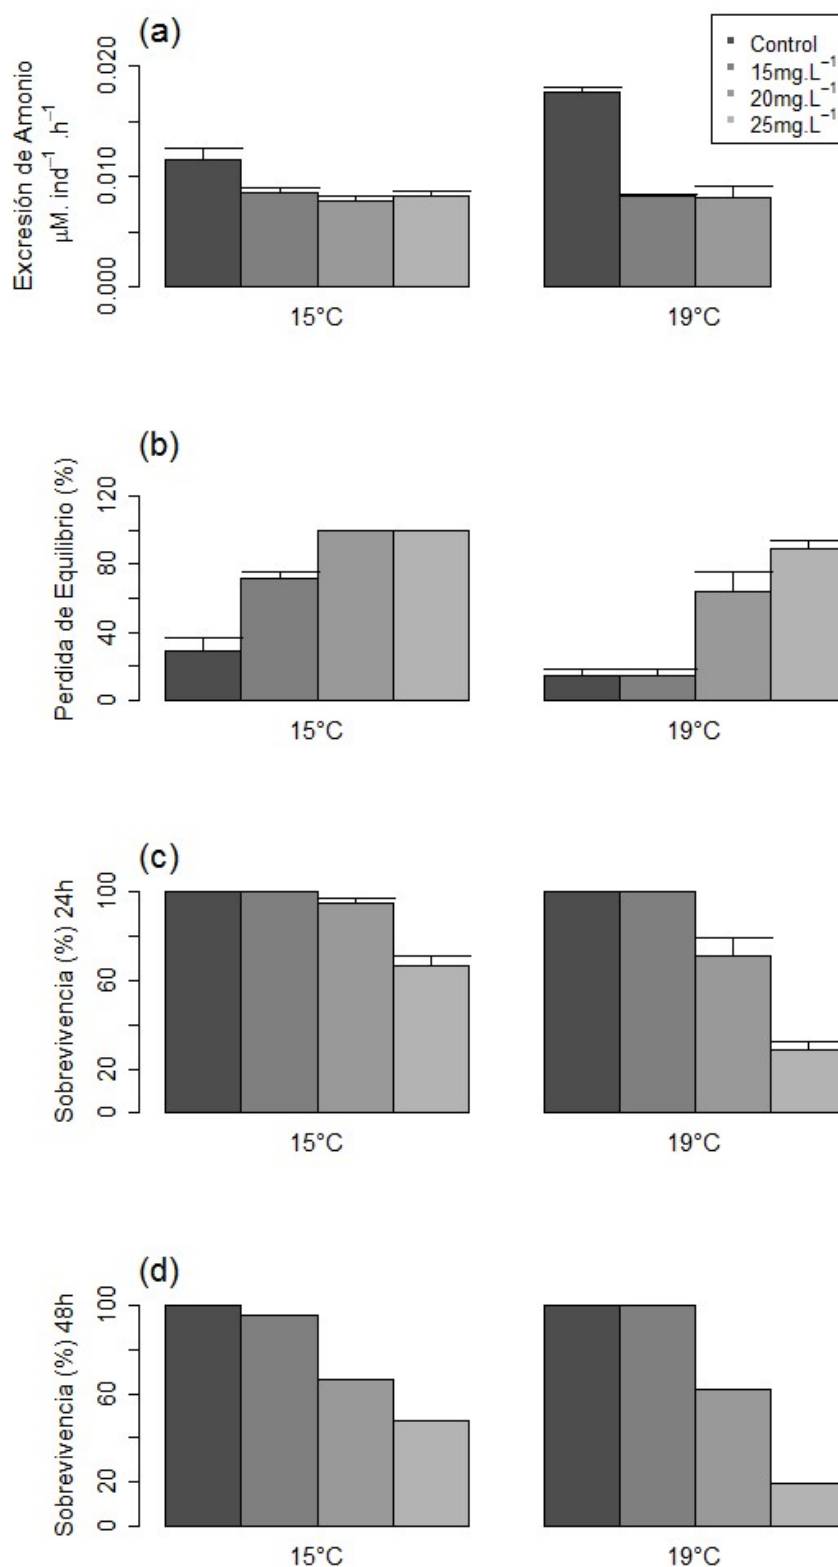 (a)
Excresión de Amonio
µM. ind⁻¹ .h⁻¹
0.020
0.010
0.000
Control
15mg.L⁻¹
20mg.L⁻¹
25mg.L⁻¹
15°C
19°C
(b)
Perdida de Equilibrio (%)
120
80
40
0
15°C
19°C
(c)
Sobrevivencia (%) 24h
100
60
20
0
15°C
19°C
(d)
Sobrevivencia (%) 48h
100
60
20
0
15°C
19°C